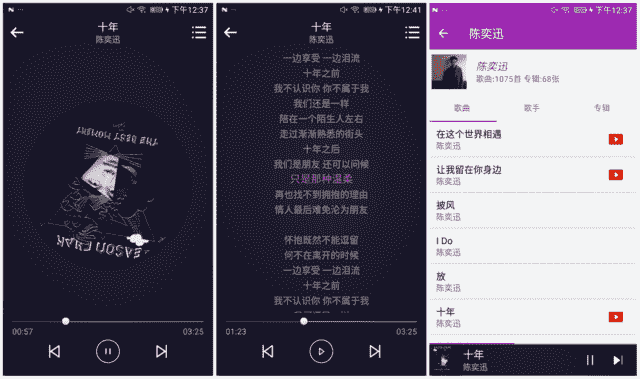 下午12:37
十年
陈奕迅
THE BEST MOMENT
00:57
03:25
下午12:41
十年
陈奕迅
一边享受 一边泪流
十年之前
我不认识你 你不属于我
我们还是一样
陪在一个陌生人左右
走过渐渐熟悉的街头
十年之后
我们是朋友 还可以问候
只是那种温柔
再也找不到拥抱的理由
情人最后难免沦为朋友
怀抱既然不能逗留
何不在离开的时候
一边享受 一边泪流
十年之前
我不认识你 你不属于我
01:23
03:25
下午12:37
陈奕迅
陈奕迅
歌曲:1075首 专辑:68张
歌曲
歌手
专辑
在这个世界相遇
陈奕迅
让我留在你身边
陈奕迅
披风
陈奕迅
I Do
陈奕迅
放
陈奕迅
十年
陈奕迅
十年
陈奕迅